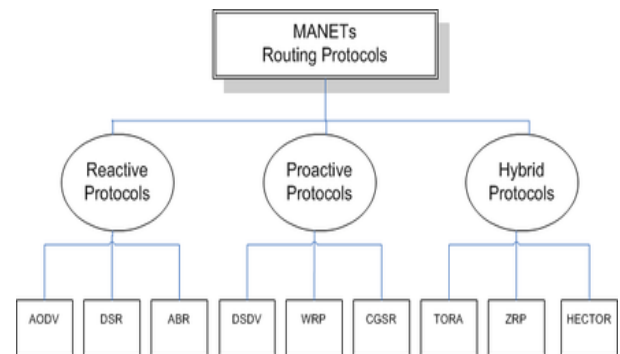 MANETs
Routing Protocols
Reactive
Protocols
Proactive
Protocols
Hybrid
Protocols
AODV
DSR
ABR
DSDV
WRP
CGSR
TORA
ZRP
HECTOR